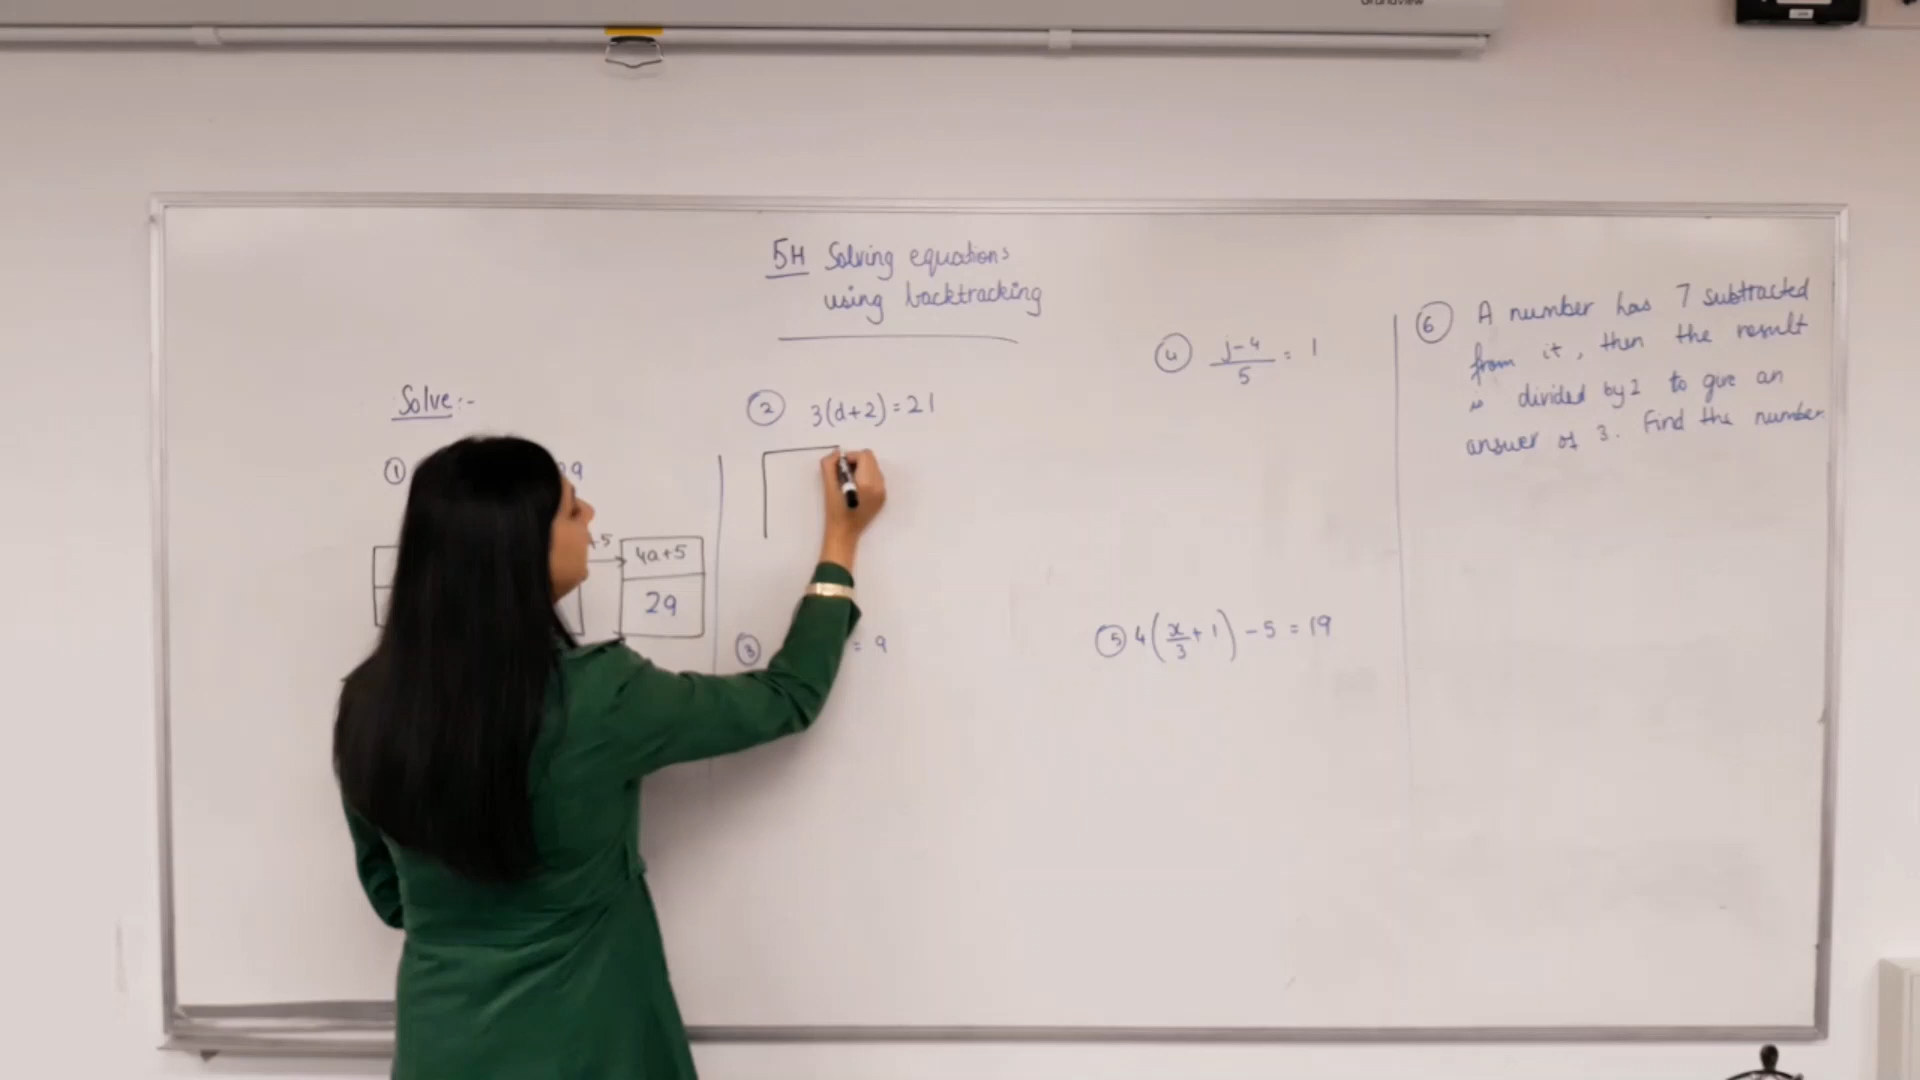 Grandview
5H Solving equations
using backtracking
Solve:-
①
+5
4a+5
29
② 3(d+2)=21
③ = 9
④ j-4/5 = 1
⑤ 4(x/3+1)-5=19
⑥ A number has 7 subtracted
from it, then the result
is divided by 2 to give an
answer of 3. Find the number.